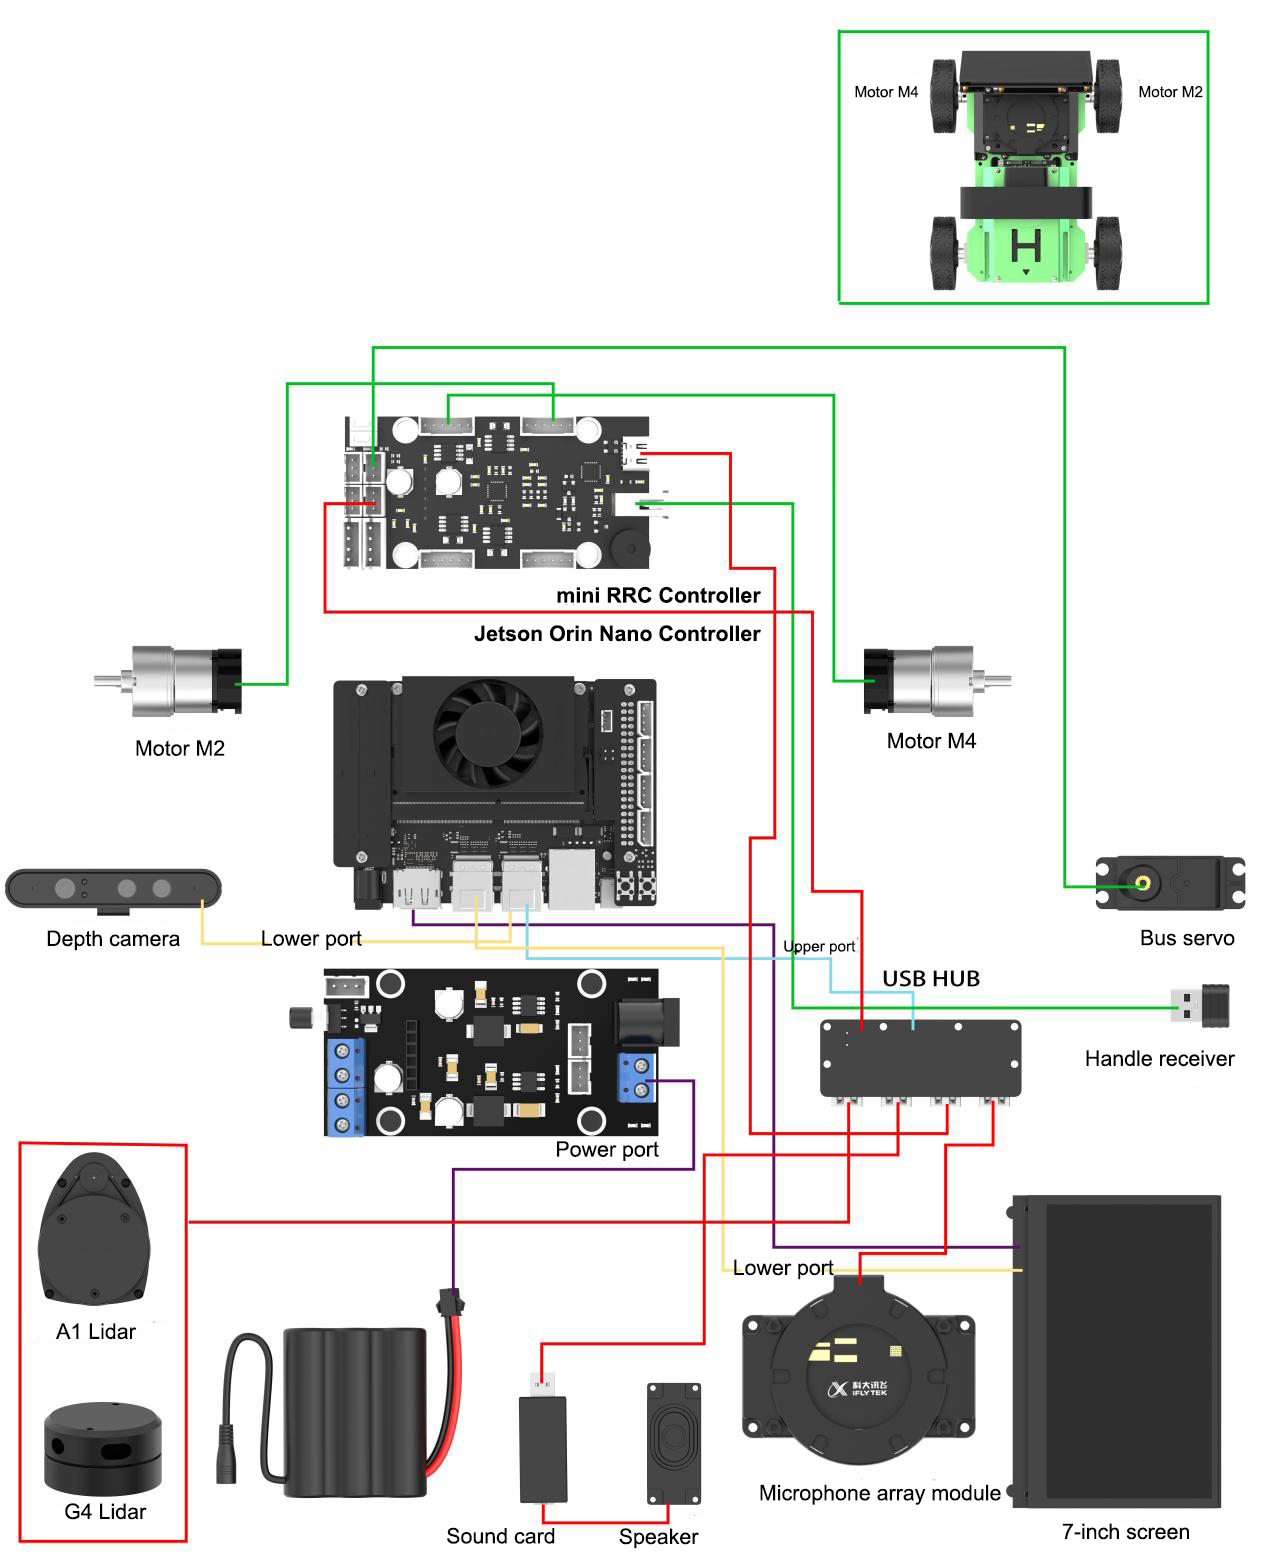 Motor M4
Motor M2
H
mini RRC Controller
Jetson Orin Nano Controller
Motor M2
Motor M4
Depth camera
Lower port
Upper port
Bus servo
USB HUB
Handle receiver
Power port
Lower port
A1 Lidar
科大讯飞
iFLYTEK
G4 Lidar
Microphone array module
Sound card
Speaker
7-inch screen